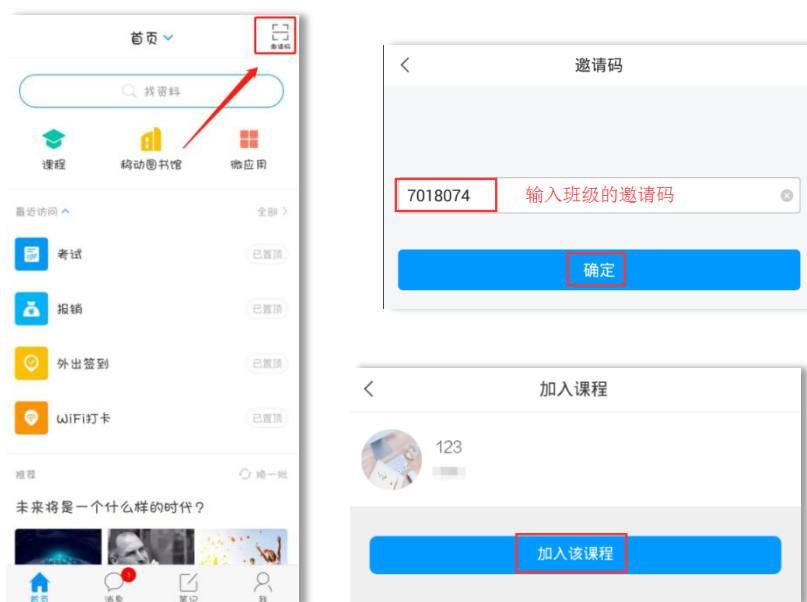 首页
邀请码
找资料
课程
移动图书馆
微应用
最近访问
全部
考试
已置顶
报销
已置顶
外出签到
已置顶
WiFi打卡
已置顶
推荐
换一批
未来将是一个什么样的时代?
首页
1
消息
笔记
我
邀请码
7018074
输入班级的邀请码
确定
加入课程
123
加入该课程